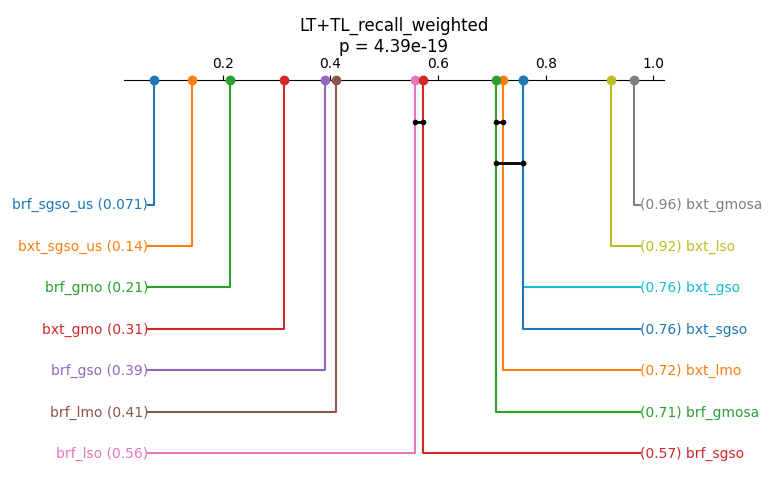 LT+TL_recall_weighted
p = 4.39e-19
0.2 0.4 0.6 0.8 1.0
brf_sgso_us (0.071) (0.96) bxt_gmosa
bxt_sgso_us (0.14) (0.92) bxt_lso
brf_gmo (0.21) (0.76) bxt_gso
bxt_gmo (0.31) (0.76) bxt_sgso
brf_gso (0.39) (0.72) bxt_lmo
brf_lmo (0.41) (0.71) brf_gmosa
brf_lso (0.56) (0.57) brf_sgso